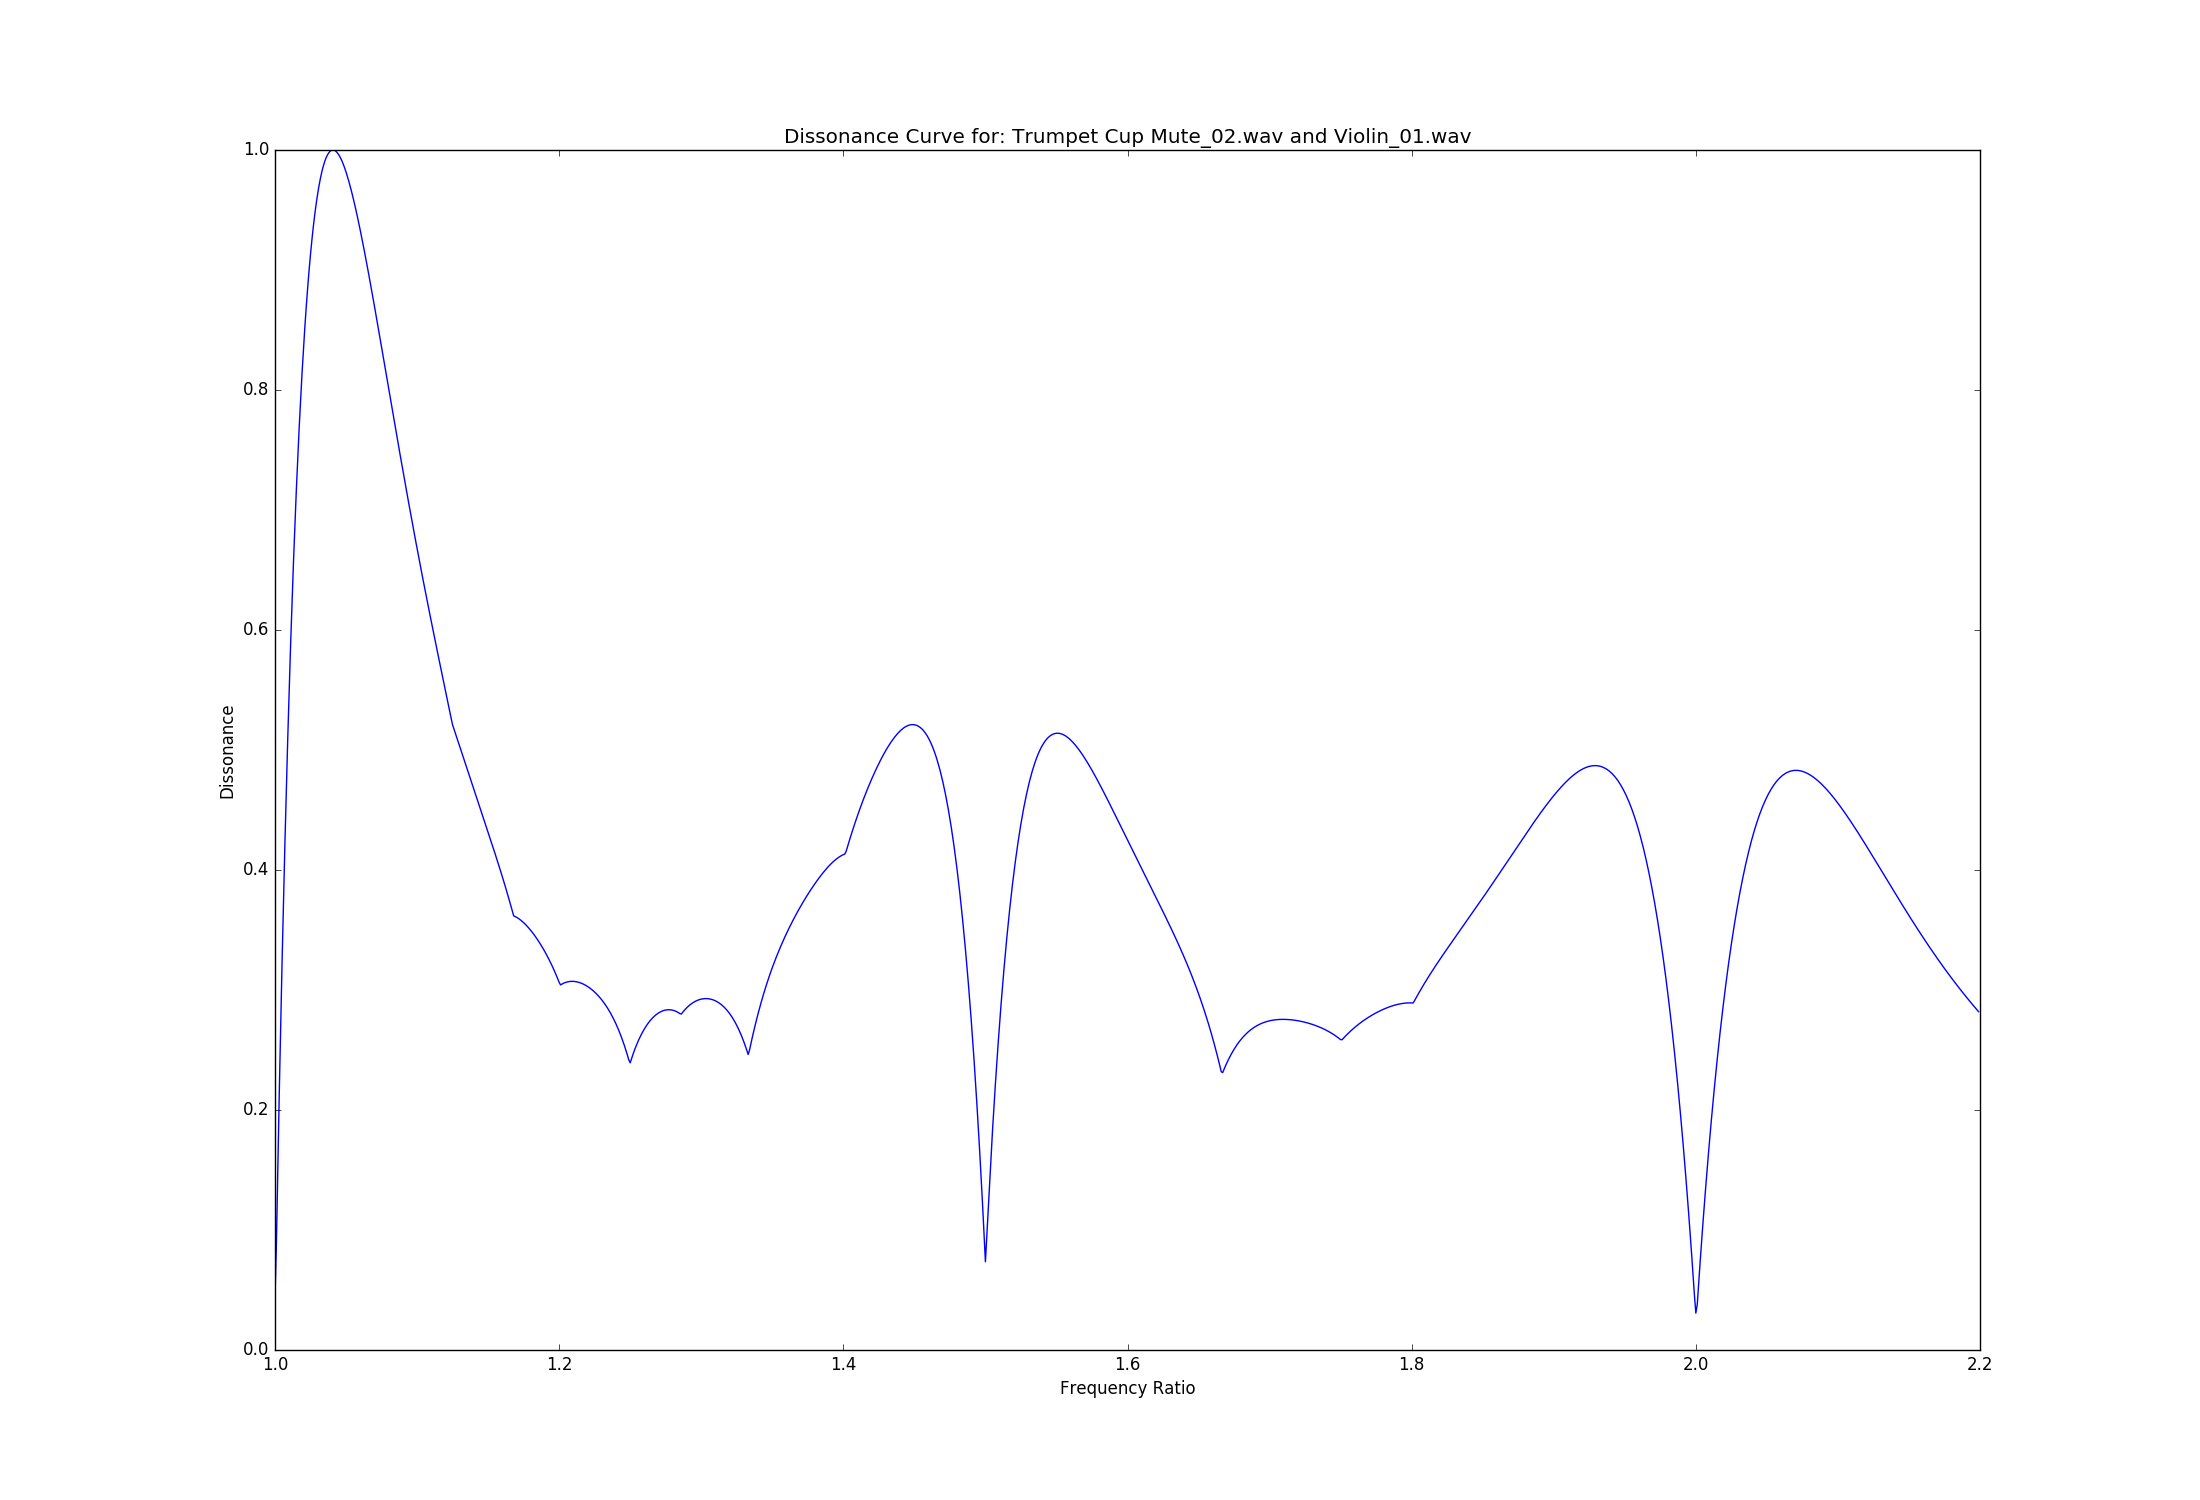 Dissonance Curve for: Trumpet Cup Mute_02.wav and Violin_01.wav
1.0
0.8
0.6
0.4
0.2
0.0
Dissonance
1.0 1.2 1.4 1.6 1.8 2.0 2.2
Frequency Ratio